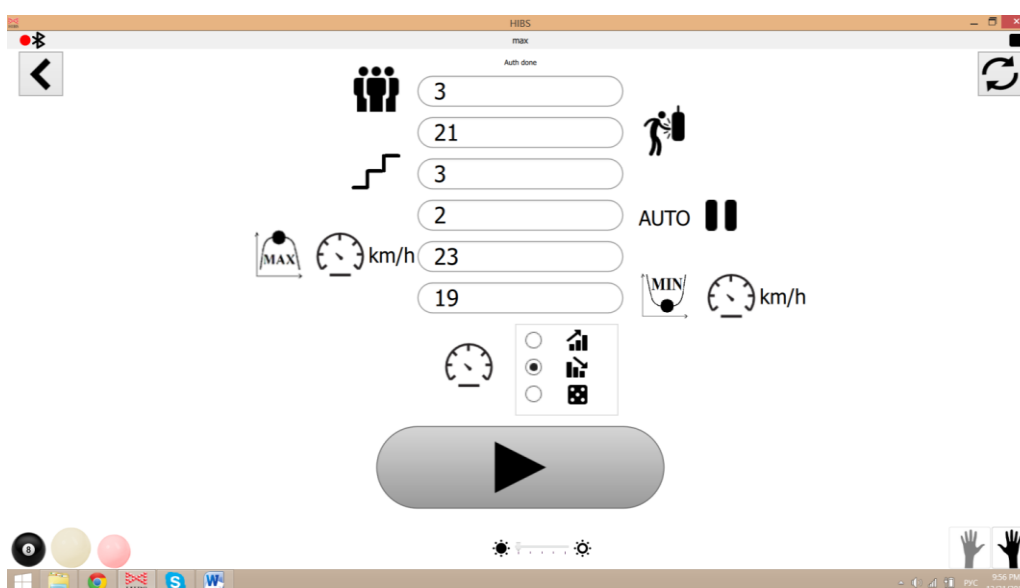 HIBS
max
Auth done
3
21
3
2
AUTO
MAX km/h 23
19
MIN km/h
8
9:56 PM
РУС